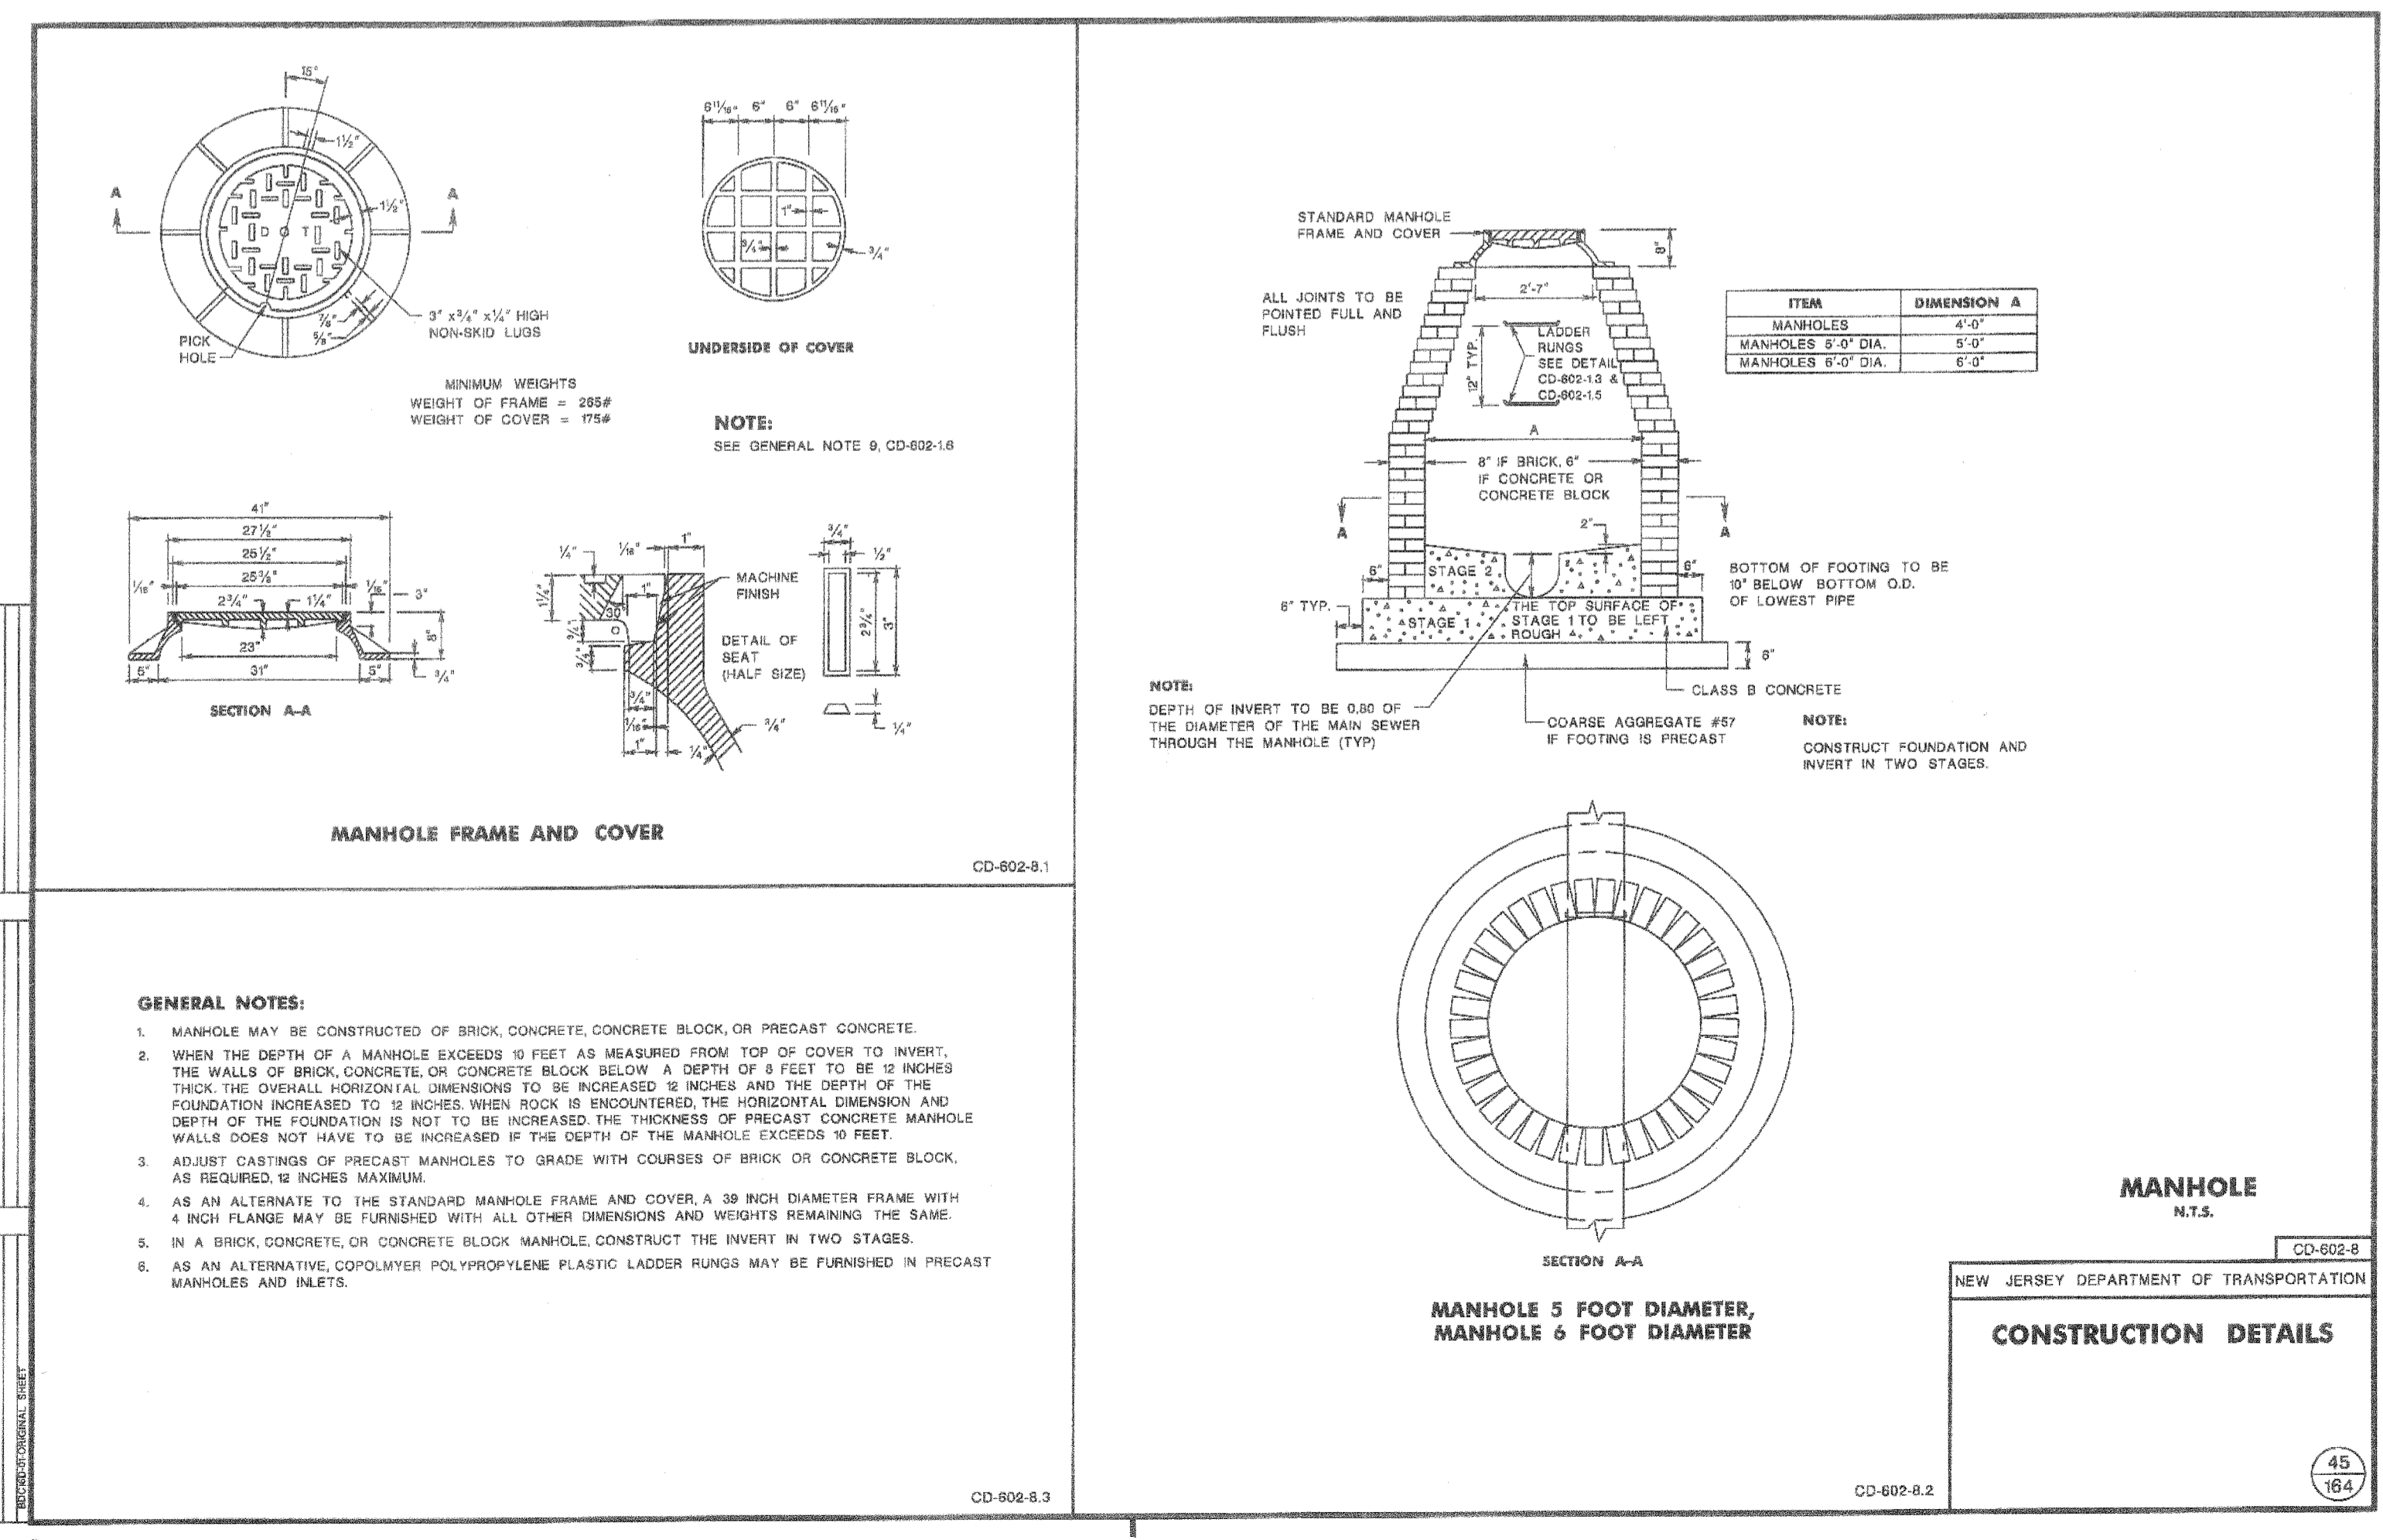 15°
1½"
A
A
1½"
D O T
3" x¾" x¼" HIGH
NON-SKID LUGS
⅞"
⅝"
PICK
HOLE
MINIMUM WEIGHTS
WEIGHT OF FRAME = 265#
WEIGHT OF COVER = 175#
6 11/16" 6" 6" 6 11/16"
1"
¾"
¾"
UNDERSIDE OF COVER
NOTE:
SEE GENERAL NOTE 9, CD-602-1.6
41"
27½"
25½"
25⅜"
1/16"
1/16"
3"
2¾"
1¼"
8"
23"
5"
31"
5"
¾"
SECTION A-A
¼"
1/16"
1"
1"
1¼"
30°
¾"
¾"
MACHINE
FINISH
DETAIL OF
SEAT
(HALF SIZE)
¾"
1/16"
1"
¼"
¾"
¾"
½"
2¾"
3"
¼"
MANHOLE FRAME AND COVER
CD-602-8.1
GENERAL NOTES:
1. MANHOLE MAY BE CONSTRUCTED OF BRICK, CONCRETE, CONCRETE BLOCK, OR PRECAST CONCRETE.
2. WHEN THE DEPTH OF A MANHOLE EXCEEDS 10 FEET AS MEASURED FROM TOP OF COVER TO INVERT,
THE WALLS OF BRICK, CONCRETE, OR CONCRETE BLOCK BELOW A DEPTH OF 8 FEET TO BE 12 INCHES
THICK. THE OVERALL HORIZONTAL DIMENSIONS TO BE INCREASED 12 INCHES AND THE DEPTH OF THE
FOUNDATION INCREASED TO 12 INCHES. WHEN ROCK IS ENCOUNTERED, THE HORIZONTAL DIMENSION AND
DEPTH OF THE FOUNDATION IS NOT TO BE INCREASED. THE THICKNESS OF PRECAST CONCRETE MANHOLE
WALLS DOES NOT HAVE TO BE INCREASED IF THE DEPTH OF THE MANHOLE EXCEEDS 10 FEET.
3. ADJUST CASTINGS OF PRECAST MANHOLES TO GRADE WITH COURSES OF BRICK OR CONCRETE BLOCK,
AS REQUIRED, 12 INCHES MAXIMUM.
4. AS AN ALTERNATE TO THE STANDARD MANHOLE FRAME AND COVER, A 39 INCH DIAMETER FRAME WITH
4 INCH FLANGE MAY BE FURNISHED WITH ALL OTHER DIMENSIONS AND WEIGHTS REMAINING THE SAME.
5. IN A BRICK, CONCRETE, OR CONCRETE BLOCK MANHOLE, CONSTRUCT THE INVERT IN TWO STAGES.
6. AS AN ALTERNATIVE, COPOLMYER POLYPROPYLENE PLASTIC LADDER RUNGS MAY BE FURNISHED IN PRECAST
MANHOLES AND INLETS.
CD-602-8.3
BDC16D-01-ORIGINAL SHEET
STANDARD MANHOLE
FRAME AND COVER
8"
ALL JOINTS TO BE
POINTED FULL AND
FLUSH
2'-7"
12" TYP.
LADDER
RUNGS
SEE DETAIL
CD-602-1.3 &
CD-602-1.5
ITEM DIMENSION A
MANHOLES 4'-0"
MANHOLES 5'-0" DIA. 5'-0"
MANHOLES 6'-0" DIA. 6'-0"
A
8" IF BRICK, 6"
IF CONCRETE OR
CONCRETE BLOCK
A
A
2"
6"
STAGE 2
6"
BOTTOM OF FOOTING TO BE
10" BELOW BOTTOM O.D.
OF LOWEST PIPE
6" TYP.
STAGE 1
THE TOP SURFACE OF
STAGE 1 TO BE LEFT
ROUGH
6"
NOTE:
DEPTH OF INVERT TO BE 0.80 OF
THE DIAMETER OF THE MAIN SEWER
THROUGH THE MANHOLE (TYP)
CLASS B CONCRETE
COARSE AGGREGATE #57
IF FOOTING IS PRECAST
NOTE:
CONSTRUCT FOUNDATION AND
INVERT IN TWO STAGES.
SECTION A-A
MANHOLE 5 FOOT DIAMETER,
MANHOLE 6 FOOT DIAMETER
CD-602-8.2
MANHOLE
N.T.S.
CD-602-8
NEW JERSEY DEPARTMENT OF TRANSPORTATION
CONSTRUCTION DETAILS
45
164